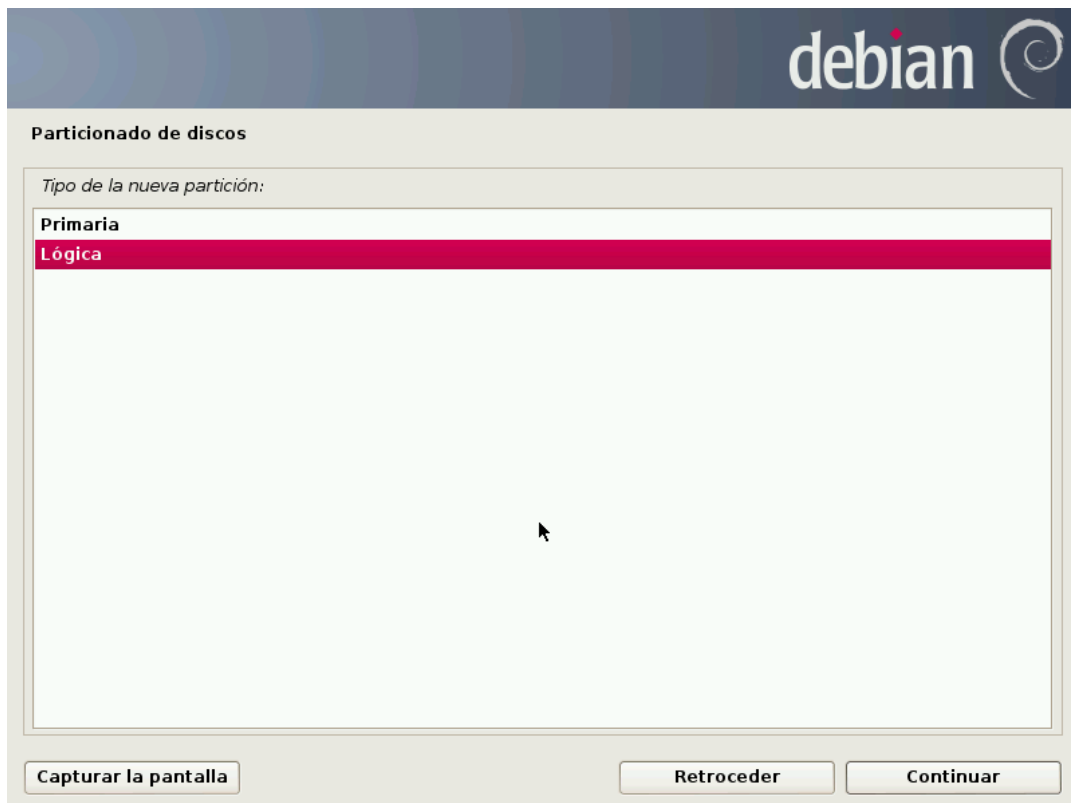 debian
Particionado de discos
Tipo de la nueva partición:
Primaria
Lógica
Capturar la pantalla
Retroceder
Continuar